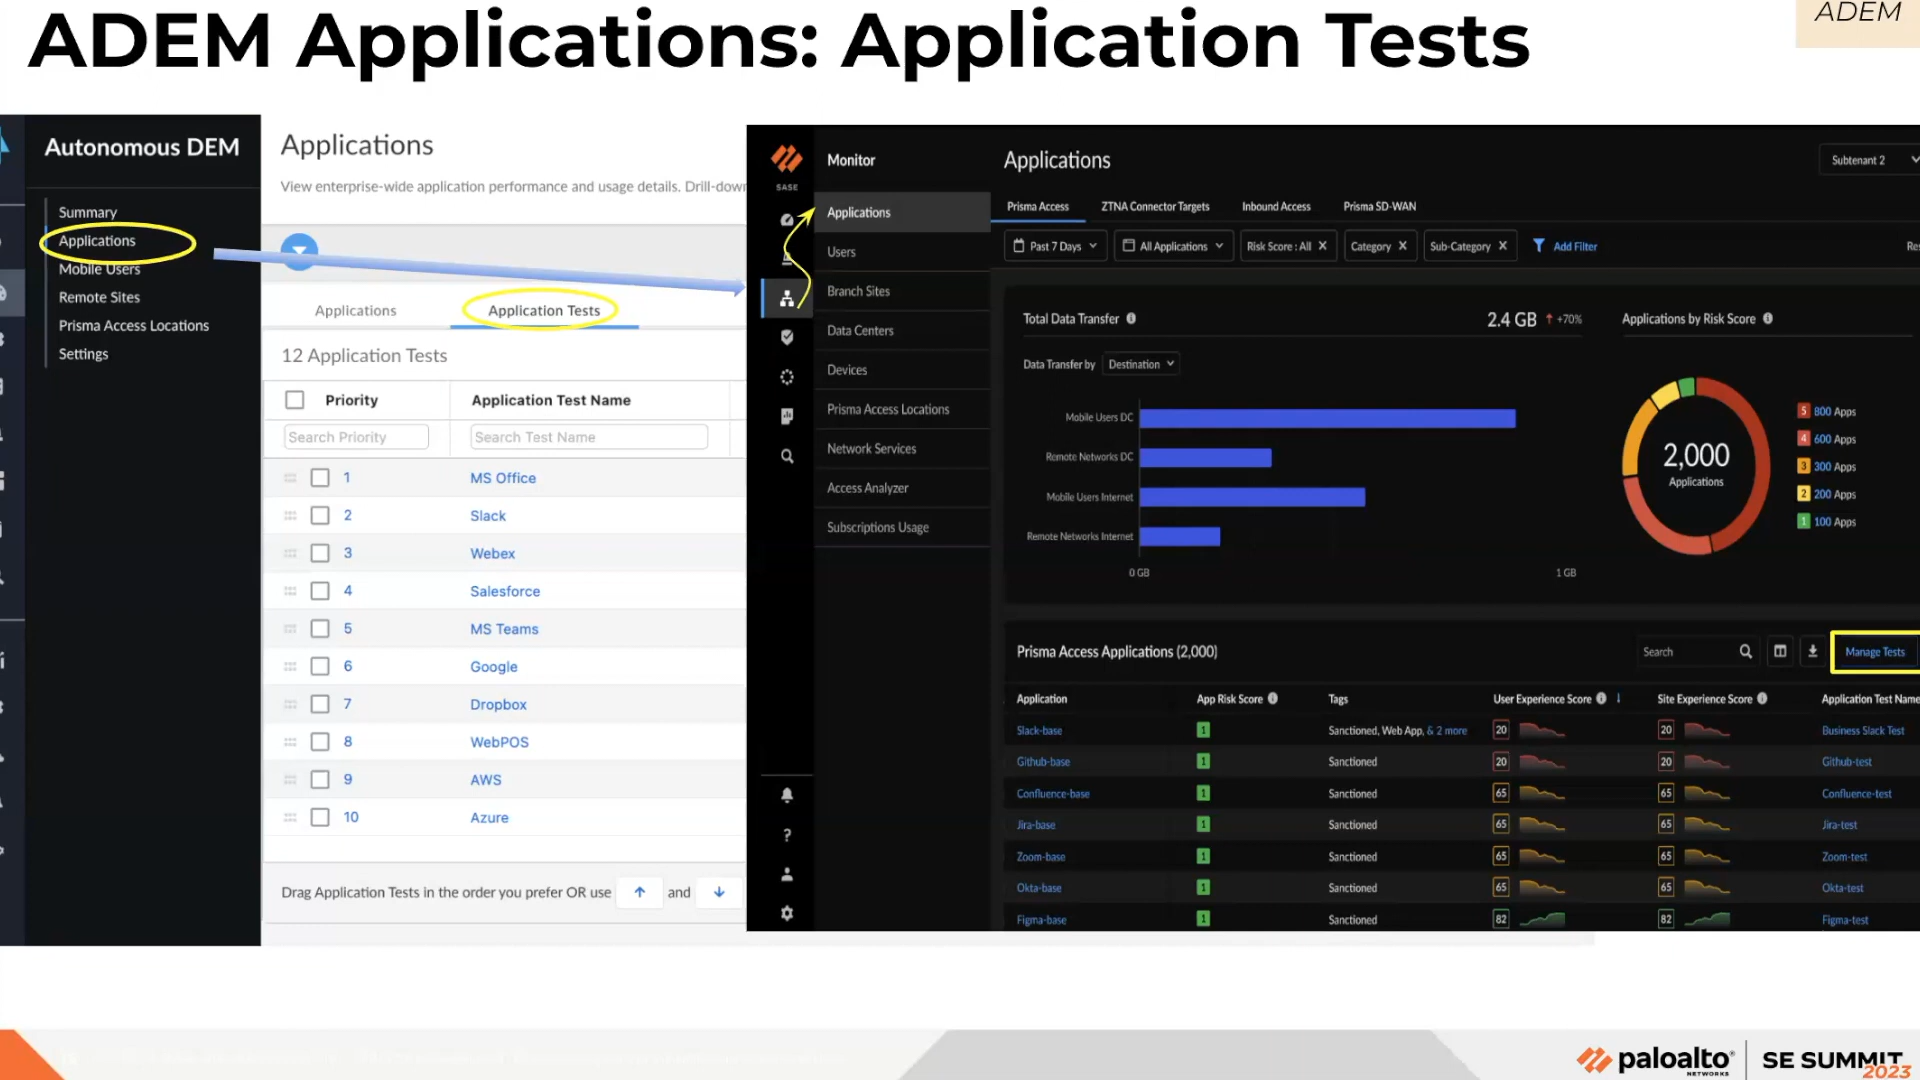 ADEM Applications: Application Tests
ADEM
Autonomous DEM
Summary
Applications
Mobile Users
Remote Sites
Prisma Access Locations
Settings
Applications
View enterprise-wide application performance and usage details. Drill-down
Applications
Application Tests
12 Application Tests
Priority
Application Test Name
Search Priority
Search Test Name
1 MS Office
2 Slack
3 Webex
4 Salesforce
5 MS Teams
6 Google
7 Dropbox
8 WebPOS
9 AWS
10 Azure
Drag Application Tests in the order you prefer OR use ↑ and ↓
SASE
Monitor
Applications
Users
Branch Sites
Data Centers
Devices
Prisma Access Locations
Network Services
Access Analyzer
Subscriptions Usage
Applications
Subtenant 2
Prisma Access
ZTNA Connector Targets
Inbound Access
Prisma SD-WAN
Past 7 Days
All Applications
Risk Score : All X
Category X
Sub-Category X
Add Filter
Total Data Transfer
2.4 GB ↑ +70%
Data Transfer by Destination
Mobile Users DC
Remote Networks DC
Mobile Users Internet
Remote Networks Internet
0 GB
1 GB
Applications by Risk Score
2,000
Applications
5 800 Apps
4 600 Apps
3 300 Apps
2 200 Apps
1 100 Apps
Prisma Access Applications (2,000)
Search
Manage Tests
Application App Risk Score Tags User Experience Score ↓ Site Experience Score Application Test Name
Slack-base 1 Sanctioned, Web App, & 2 more 20 20 Business Slack Test
Github-base 1 Sanctioned 20 20 Github-test
Confluence-base 1 Sanctioned 65 65 Confluence-test
Jira-base 1 Sanctioned 65 65 Jira-test
Zoom-base 1 Sanctioned 65 65 Zoom-test
Okta-base 1 Sanctioned 65 65 Okta-test
Figma-base 1 Sanctioned 82 82 Figma-test
paloalto
NETWORKS
SE SUMMIT
2023